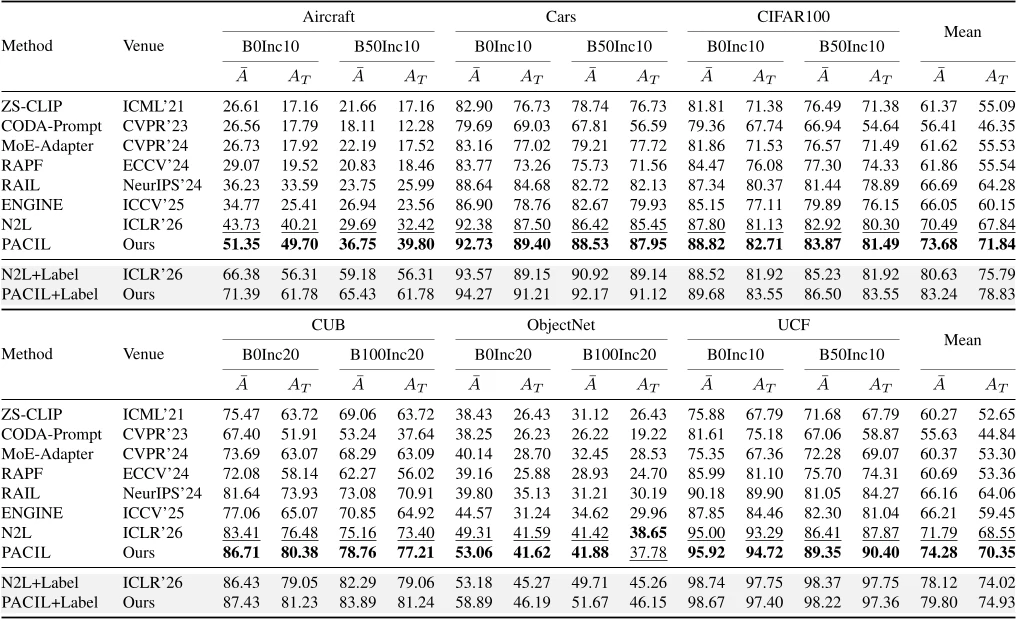 Aircraft Cars CIFAR100
Method Venue B0Inc10 B50Inc10 B0Inc10 B50Inc10 B0Inc10 B50Inc10 Mean
Ā A_T Ā A_T Ā A_T Ā A_T Ā A_T Ā A_T Ā A_T
ZS-CLIP ICML'21 26.61 17.16 21.66 17.16 82.90 76.73 78.74 76.73 81.81 71.38 76.49 71.38 61.37 55.09
CODA-Prompt CVPR'23 26.56 17.79 18.11 12.28 79.69 69.03 67.81 56.59 79.36 67.74 66.94 54.64 56.41 46.35
MoE-Adapter CVPR'24 26.73 17.92 22.19 17.52 83.16 77.02 79.21 77.72 81.86 71.53 76.57 71.49 61.62 55.53
RAPF ECCV'24 29.07 19.52 20.83 18.46 83.77 73.26 75.73 71.56 84.47 76.08 77.30 74.33 61.86 55.54
RAIL NeurIPS'24 36.23 33.59 23.75 25.99 88.64 84.68 82.72 82.13 87.34 80.37 81.44 78.89 66.69 64.28
ENGINE ICCV'25 34.77 25.41 26.94 23.56 86.90 78.76 82.67 79.93 85.15 77.11 79.89 76.15 66.05 60.15
N2L ICLR'26 43.73 40.21 29.69 32.42 92.38 87.50 86.42 85.45 87.80 81.13 82.92 80.30 70.49 67.84
PACIL Ours 51.35 49.70 36.75 39.80 92.73 89.40 88.53 87.95 88.82 82.71 83.87 81.49 73.68 71.84
N2L+Label ICLR'26 66.38 56.31 59.18 56.31 93.57 89.15 90.92 89.14 88.52 81.92 85.23 81.92 80.63 75.79
PACIL+Label Ours 71.39 61.78 65.43 61.78 94.27 91.21 92.17 91.12 89.68 83.55 86.50 83.55 83.24 78.83
CUB ObjectNet UCF
Method Venue B0Inc20 B100Inc20 B0Inc20 B100Inc20 B0Inc10 B50Inc10 Mean
Ā A_T Ā A_T Ā A_T Ā A_T Ā A_T Ā A_T Ā A_T
ZS-CLIP ICML'21 75.47 63.72 69.06 63.72 38.43 26.43 31.12 26.43 75.88 67.79 71.68 67.79 60.27 52.65
CODA-Prompt CVPR'23 67.40 51.91 53.24 37.64 38.25 26.23 26.22 19.22 81.61 75.18 67.06 58.87 55.63 44.84
MoE-Adapter CVPR'24 73.69 63.07 68.29 63.09 40.14 28.70 32.45 28.53 75.35 67.36 72.28 69.07 60.37 53.30
RAPF ECCV'24 72.08 58.14 62.27 56.02 39.16 25.88 28.93 24.70 85.99 81.10 75.70 74.31 60.69 53.36
RAIL NeurIPS'24 81.64 73.93 73.08 70.91 39.80 35.13 31.21 30.19 90.18 89.90 81.05 84.27 66.16 64.06
ENGINE ICCV'25 77.06 65.07 70.85 64.92 44.57 31.24 34.62 29.96 87.85 84.46 82.30 81.04 66.21 59.45
N2L ICLR'26 83.41 76.48 75.16 73.40 49.31 41.59 41.42 38.65 95.00 93.29 86.41 87.87 71.79 68.55
PACIL Ours 86.71 80.38 78.76 77.21 53.06 41.62 41.88 37.78 95.92 94.72 89.35 90.40 74.28 70.35
N2L+Label ICLR'26 86.43 79.05 82.29 79.06 53.18 45.27 49.71 45.26 98.74 97.75 98.37 97.75 78.12 74.02
PACIL+Label Ours 87.43 81.23 83.89 81.24 58.89 46.19 51.67 46.15 98.67 97.40 98.22 97.36 79.80 74.93